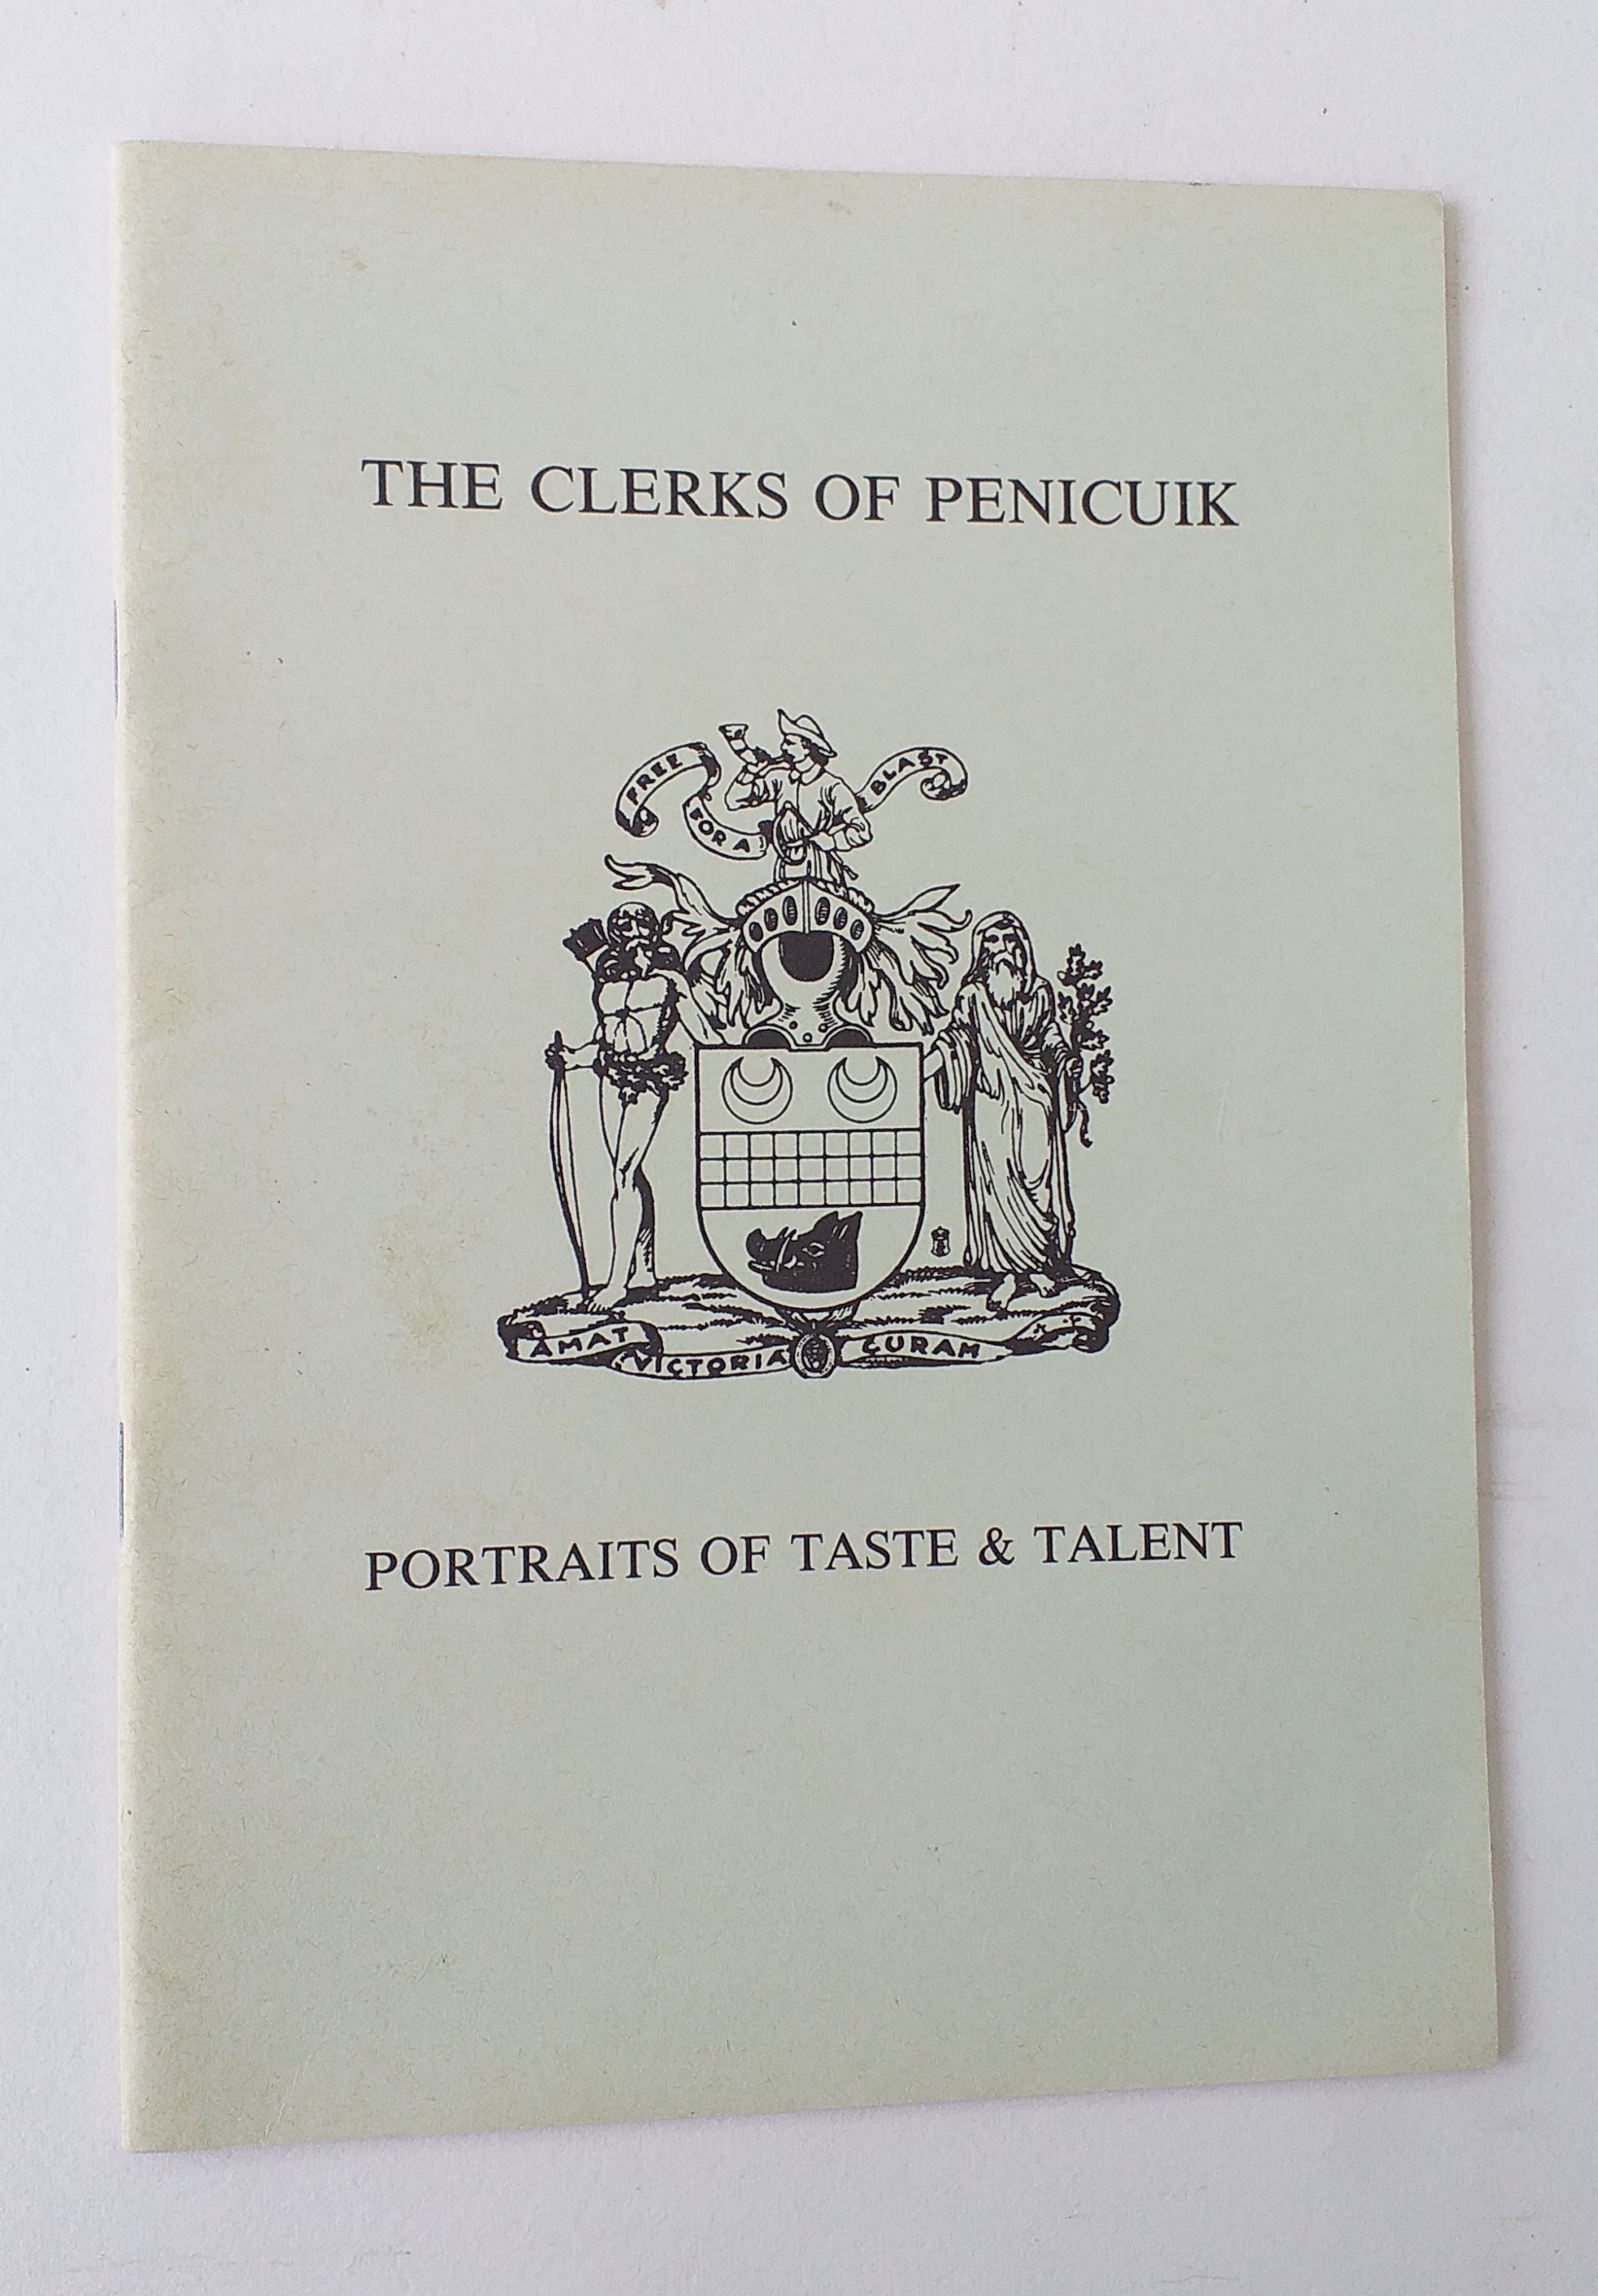 THE CLERKS OF PENICUIK
FREE FOR A BLAST
AMAT VICTORIA CURAM
PORTRAITS OF TASTE & TALENT